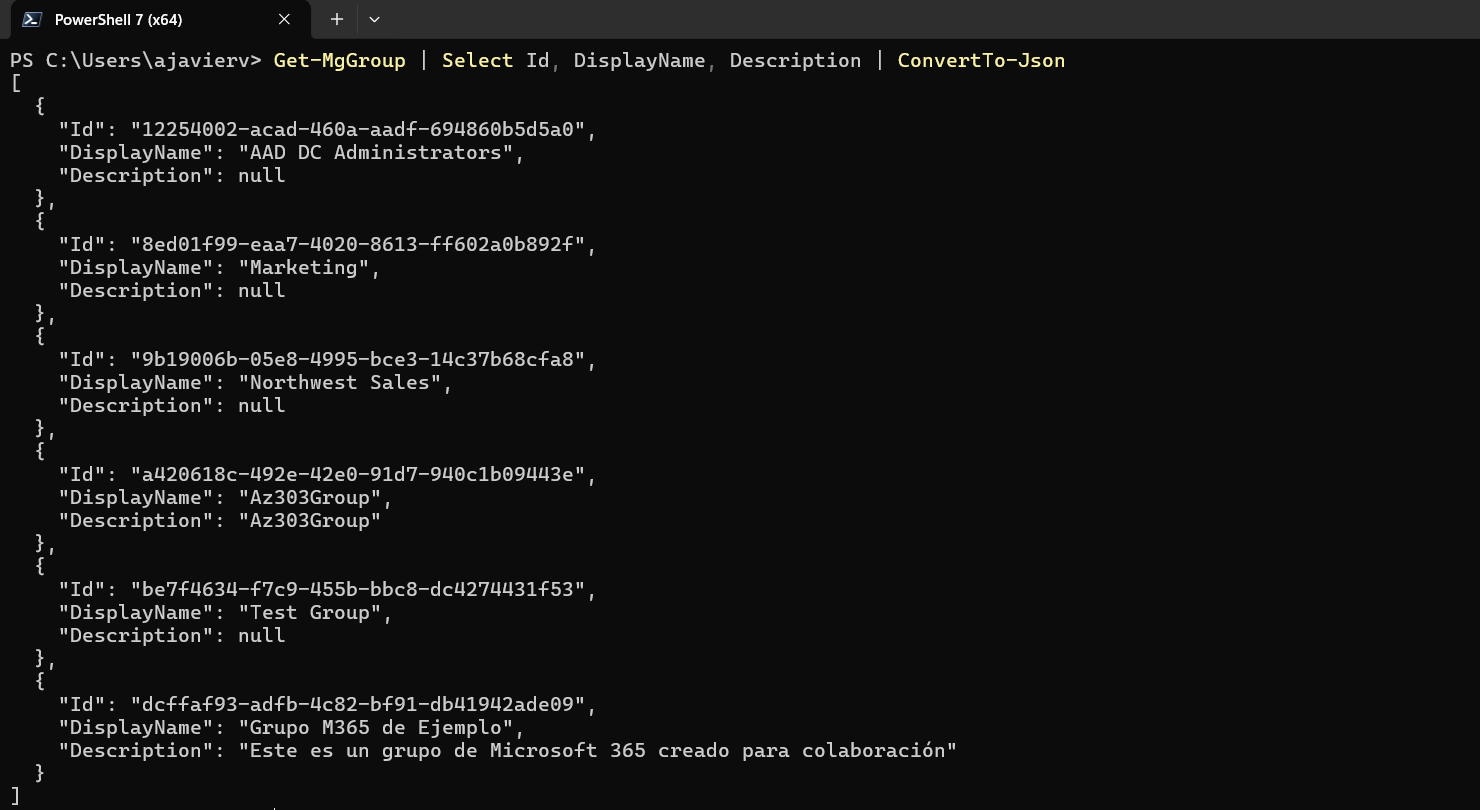 PowerShell 7 (x64)
PS C:\Users\ajavierv> Get-MgGroup | Select Id, DisplayName, Description | ConvertTo-Json
[
  {
    "Id": "12254002-acad-460a-aadf-694860b5d5a0",
    "DisplayName": "AAD DC Administrators",
    "Description": null
  },
  {
    "Id": "8ed01f99-eaa7-4020-8613-ff602a0b892f",
    "DisplayName": "Marketing",
    "Description": null
  },
  {
    "Id": "9b19006b-05e8-4995-bce3-14c37b68cfa8",
    "DisplayName": "Northwest Sales",
    "Description": null
  },
  {
    "Id": "a420618c-492e-42e0-91d7-940c1b09443e",
    "DisplayName": "Az303Group",
    "Description": "Az303Group"
  },
  {
    "Id": "be7f4634-f7c9-455b-bbc8-dc4274431f53",
    "DisplayName": "Test Group",
    "Description": null
  },
  {
    "Id": "dcffaf93-adfb-4c82-bf91-db41942ade09",
    "DisplayName": "Grupo M365 de Ejemplo",
    "Description": "Este es un grupo de Microsoft 365 creado para colaboración"
  }
]